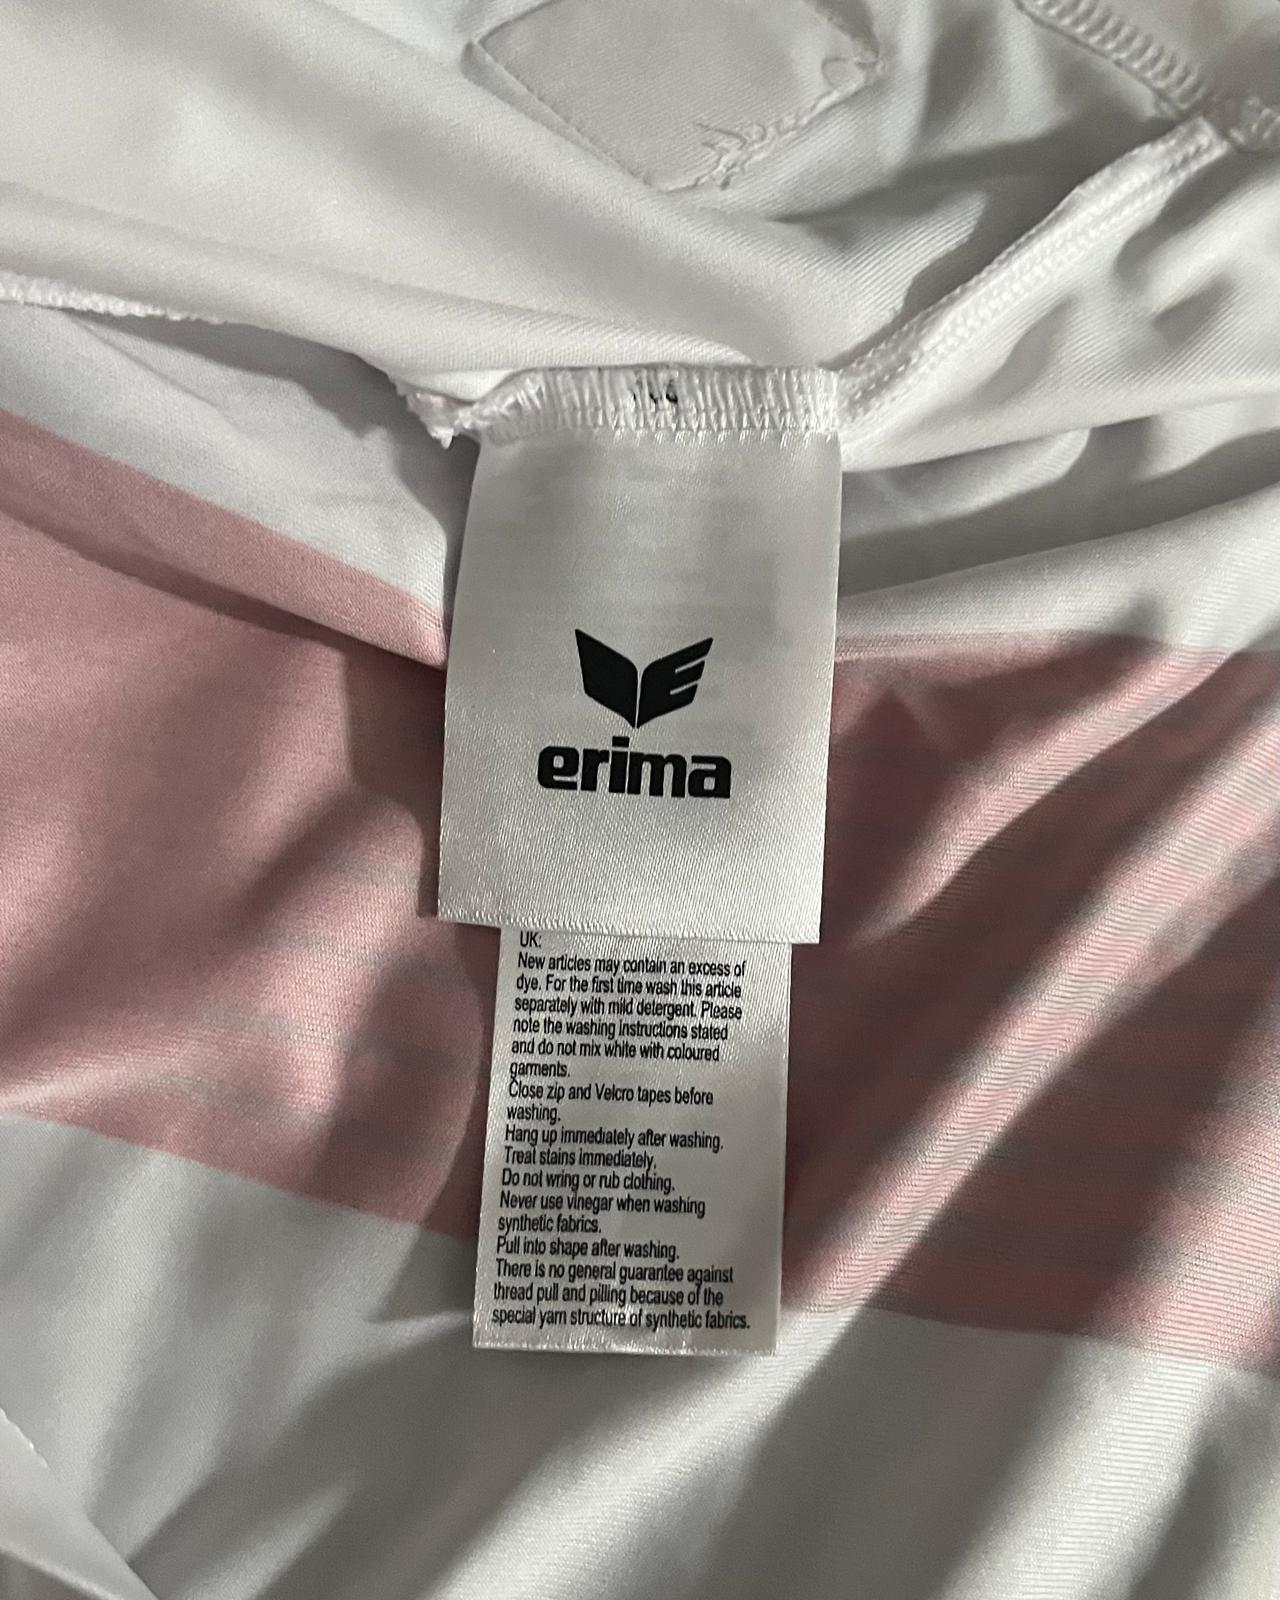 erima
UK:
New articles may contain an excess of
dye. For the first time wash this article
separately with mild detergent. Please
note the washing instructions stated
and do not mix white with coloured
garments.
Close zip and Velcro tapes before
washing.
Hang up immediately after washing.
Treat stains immediately.
Do not wring or rub clothing.
Never use vinegar when washing
synthetic fabrics.
Pull into shape after washing.
There is no general guarantee against
thread pull and pilling because of the
special yarn structure of synthetic fabrics.